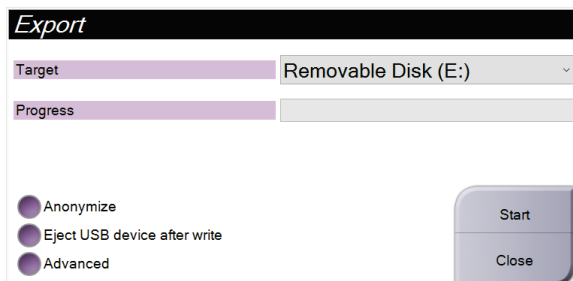 Export
Target
Removable Disk (E:)
Progress
Anonymize
Eject USB device after write
Advanced
Start
Close